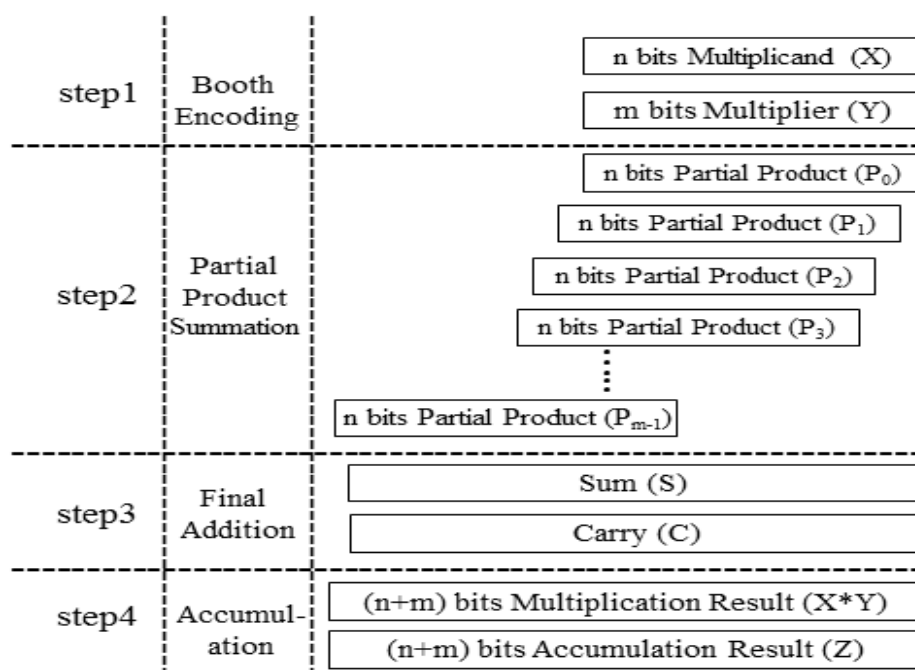 step1
Booth
Encoding
n bits Multiplicand (X)
m bits Multiplier (Y)
step2
Partial
Product
Summation
n bits Partial Product (P₀)
n bits Partial Product (P₁)
n bits Partial Product (P₂)
n bits Partial Product (P₃)
n bits Partial Product (Pₘ₋₁)
step3
Final
Addition
Sum (S)
Carry (C)
step4
Accumul-
ation
(n+m) bits Multiplication Result (X*Y)
(n+m) bits Accumulation Result (Z)